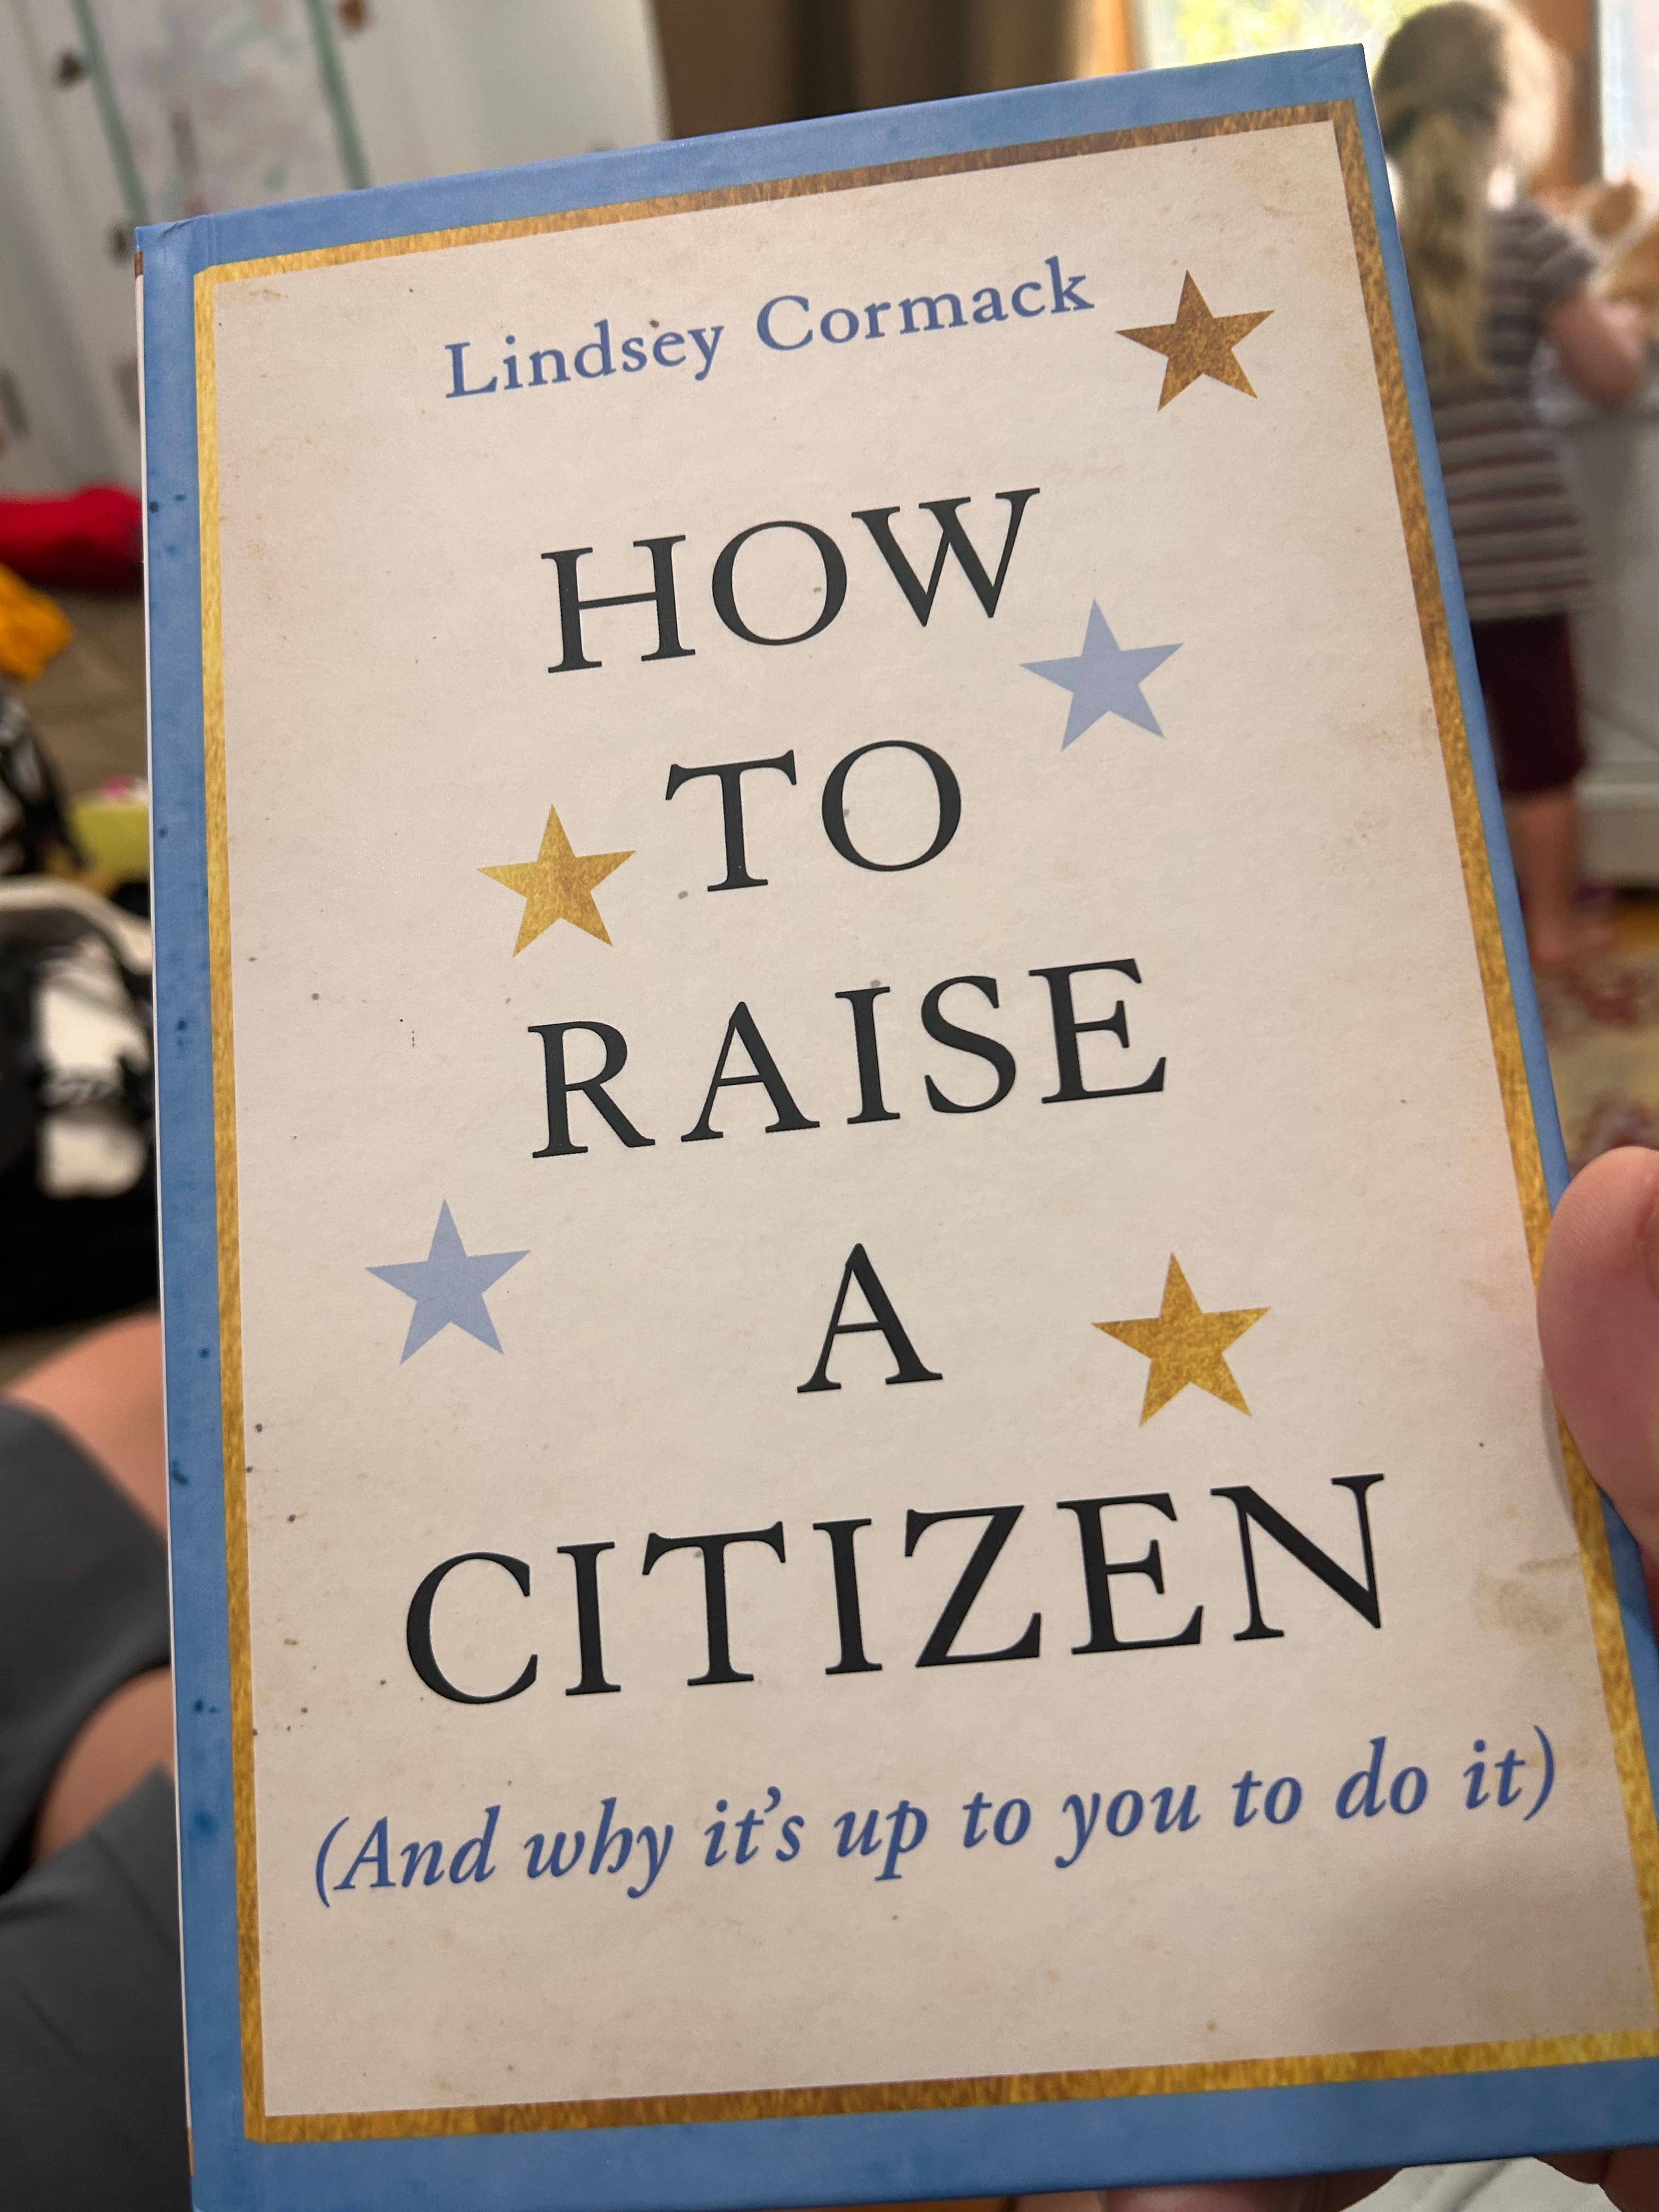 Lindsey Cormack
HOW
TO
RAISE
A
CITIZEN
(And why it's up to you to do it)